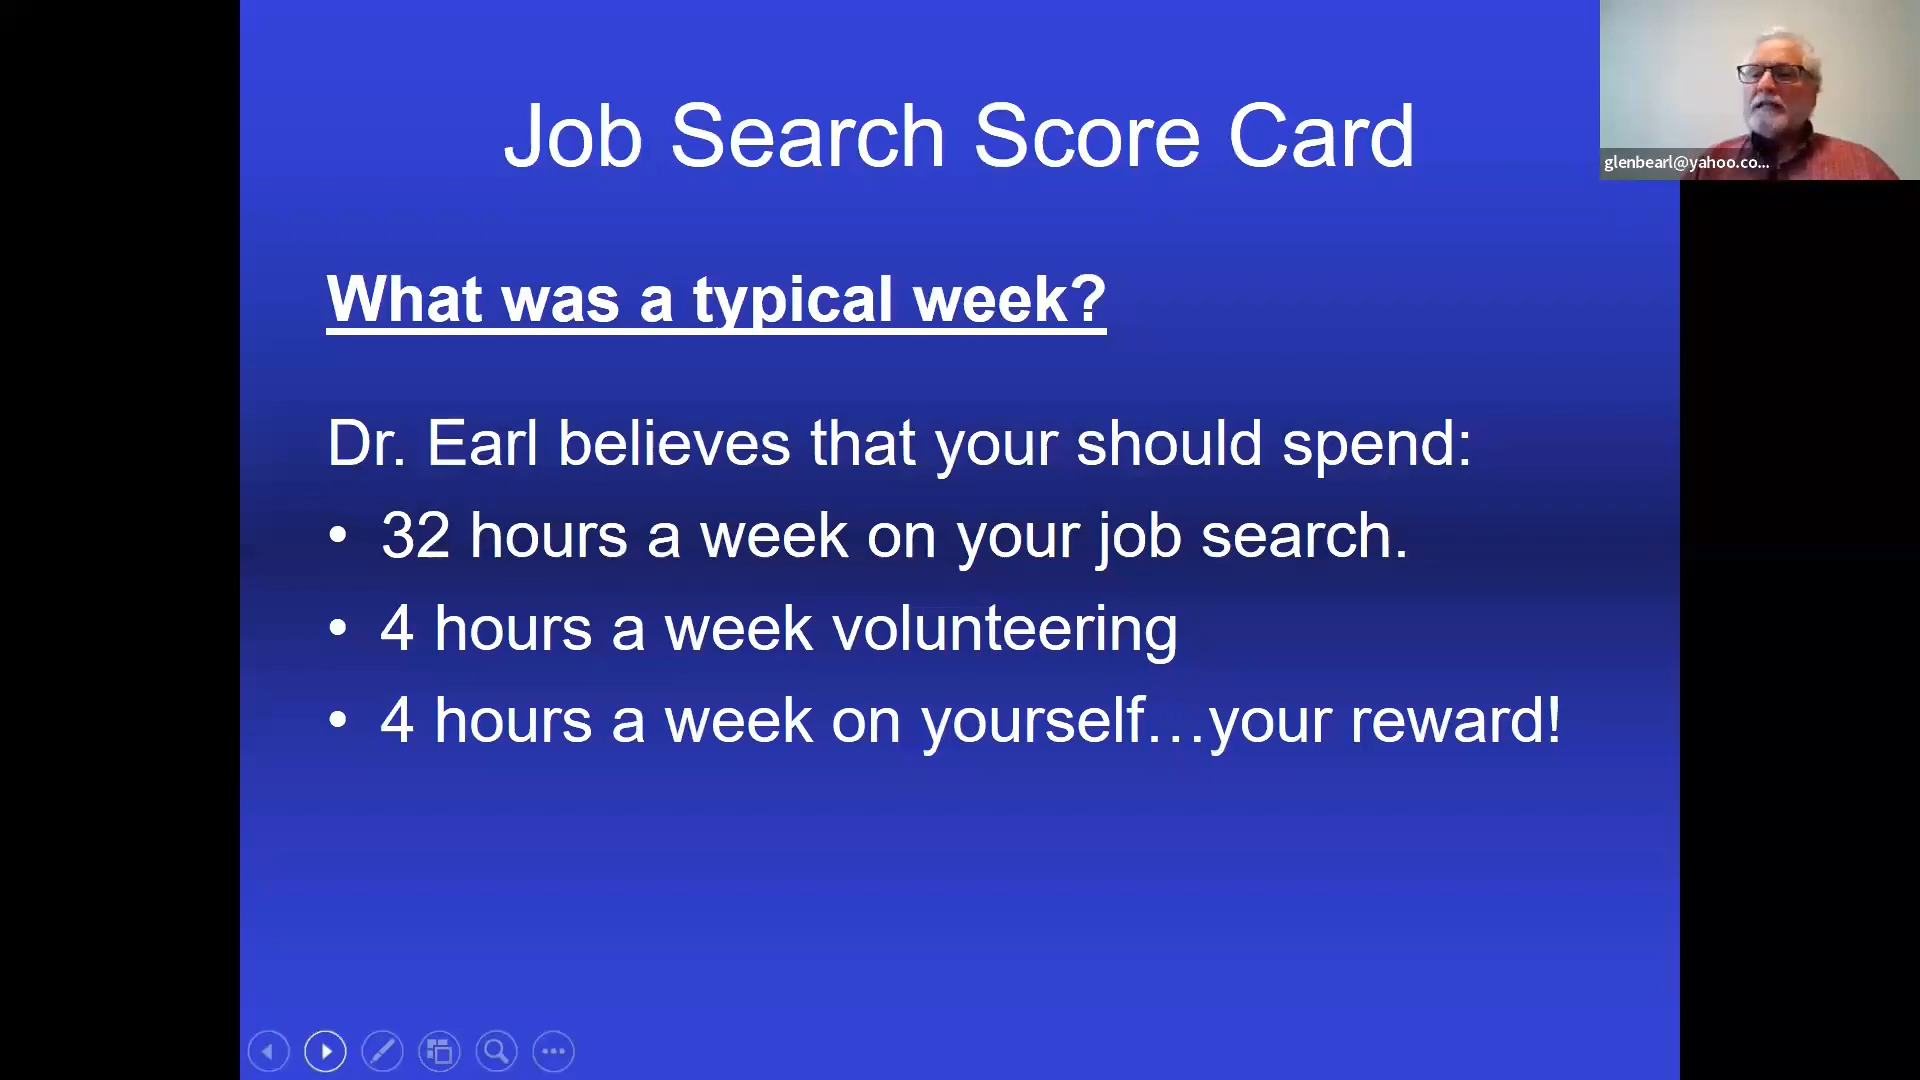 Job Search Score Card
glenbearl@yahoo.co...
What was a typical week?
Dr. Earl believes that your should spend:
• 32 hours a week on your job search.
• 4 hours a week volunteering
• 4 hours a week on yourself…your reward!